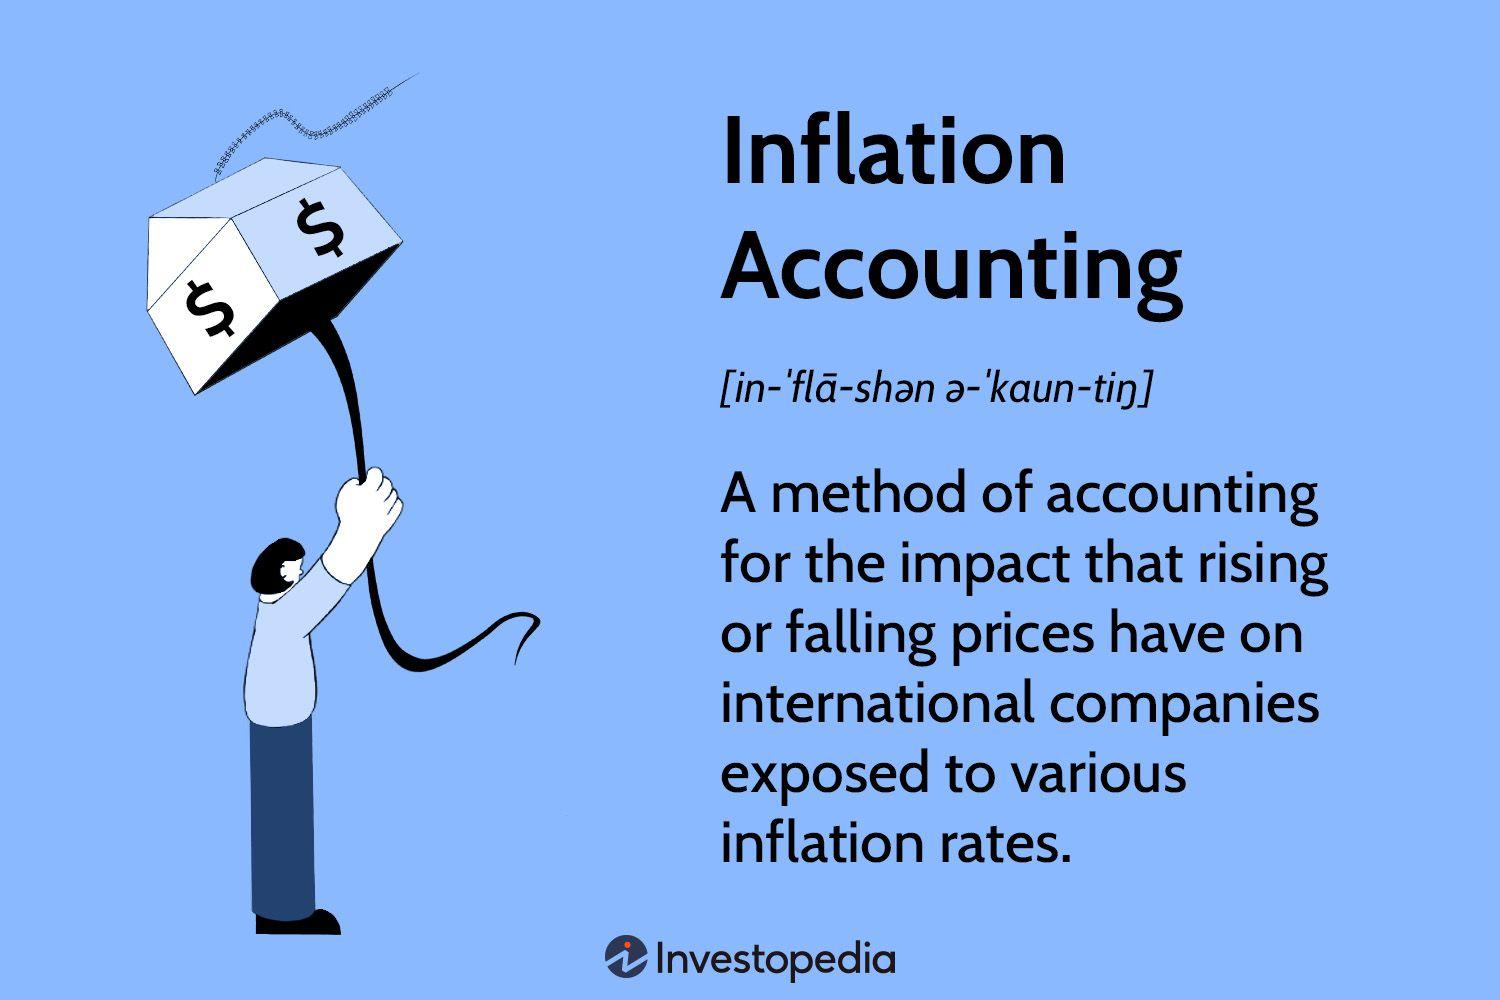 $
$
Inflation
Accounting
[in-ˈflā-shən ə-ˈkaun-tiŋ]
A method of accounting
for the impact that rising
or falling prices have on
international companies
exposed to various
inflation rates.
Investopedia